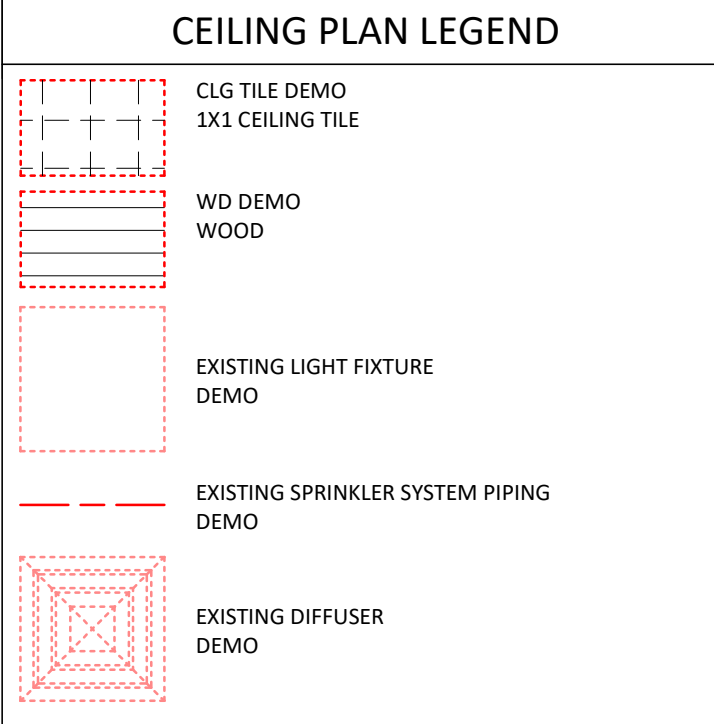 CEILING PLAN LEGEND
CLG TILE DEMO
1X1 CEILING TILE
WD DEMO
WOOD
EXISTING LIGHT FIXTURE
DEMO
EXISTING SPRINKLER SYSTEM PIPING
DEMO
EXISTING DIFFUSER
DEMO